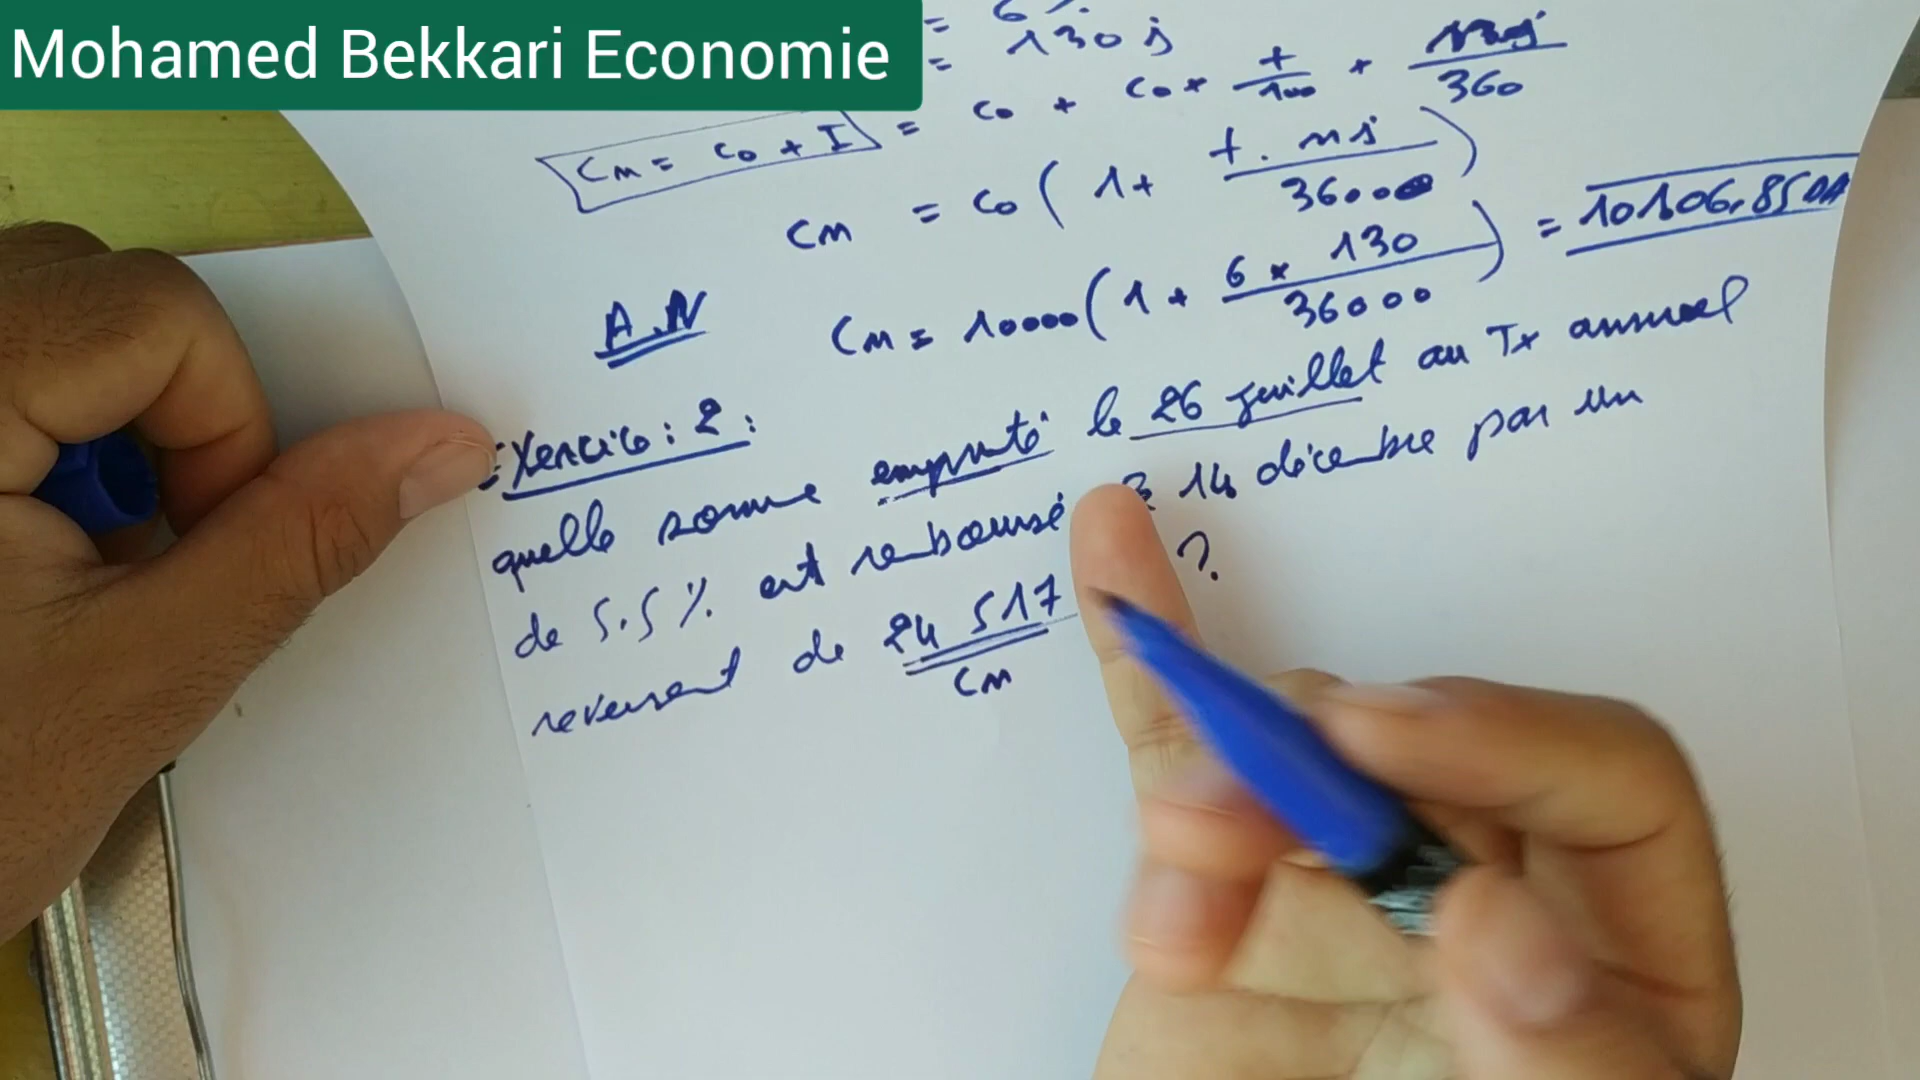 Mohamed Bekkari Economie
= 6 %
= 130 j
Cm = C0 + I = C0 + C0 * t/100 * /360
Cm = C0 ( 1 + t . nj / 36000 )
A.N Cm = 10000 ( 1 + 6 * 130 / 36000 ) = 10106,85 DA
Exercice : 2 :
quelle somme emprunté le 26 juillet au Tx annuel
de 5.5 % est remboursé 14 décembre par un
versement de 24 517 ?
Cm